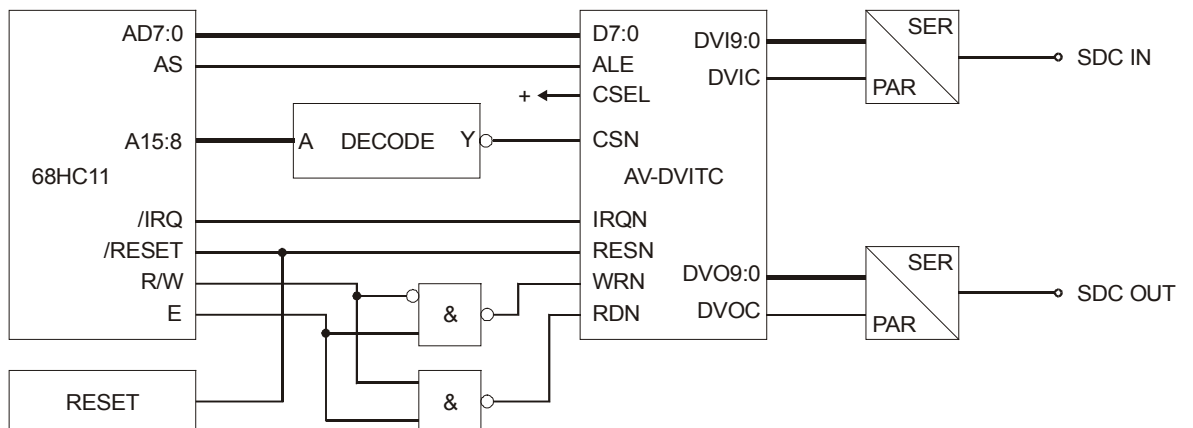 AD7:0
AS
A15:8
68HC11
/IRQ
/RESET
R/W
E
RESET
A DECODE Y
+
&
&
D7:0
ALE
CSEL
CSN
AV-DVITC
IRQN
RESN
WRN
RDN
DVI9:0
DVIC
DVO9:0
DVOC
SER
PAR
SDC IN
SER
PAR
SDC OUT